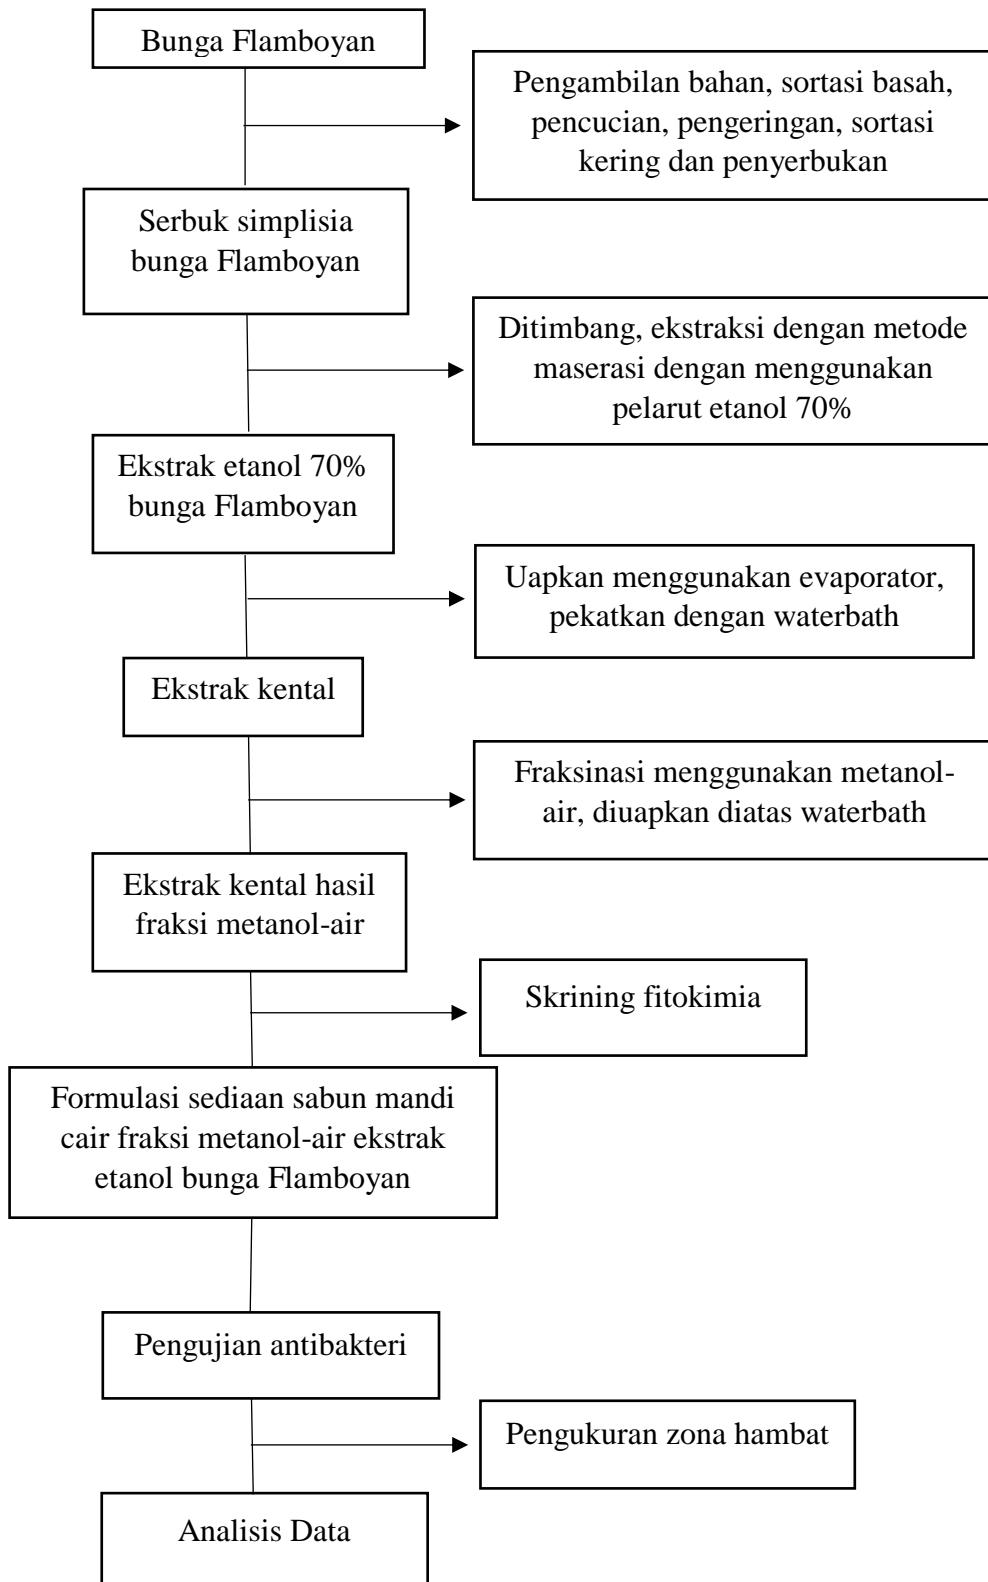 Bunga Flamboyan
Pengambilan bahan, sortasi basah,
pencucian, pengeringan, sortasi
kering dan penyerbukan
Serbuk simplisia
bunga Flamboyan
Ditimbang, ekstraksi dengan metode
maserasi dengan menggunakan
pelarut etanol 70%
Ekstrak etanol 70%
bunga Flamboyan
Uapkan menggunakan evaporator,
pekatkan dengan waterbath
Ekstrak kental
Fraksinasi menggunakan metanol-
air, diuapkan diatas waterbath
Ekstrak kental hasil
fraksi metanol-air
Skrining fitokimia
Formulasi sediaan sabun mandi
cair fraksi metanol-air ekstrak
etanol bunga Flamboyan
Pengujian antibakteri
Pengukuran zona hambat
Analisis Data